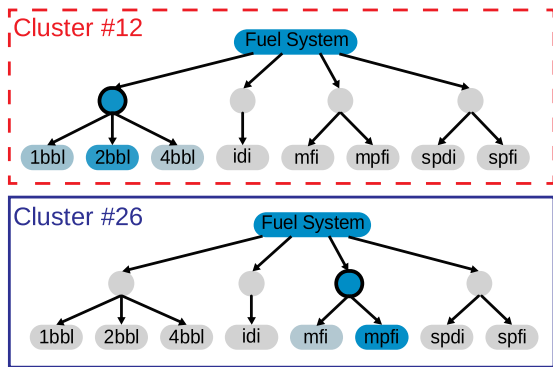 Cluster #12
Fuel System
1bbl 2bbl 4bbl idi mfi mpfi spdi spfi
Cluster #26
Fuel System
1bbl 2bbl 4bbl idi mfi mpfi spdi spfi